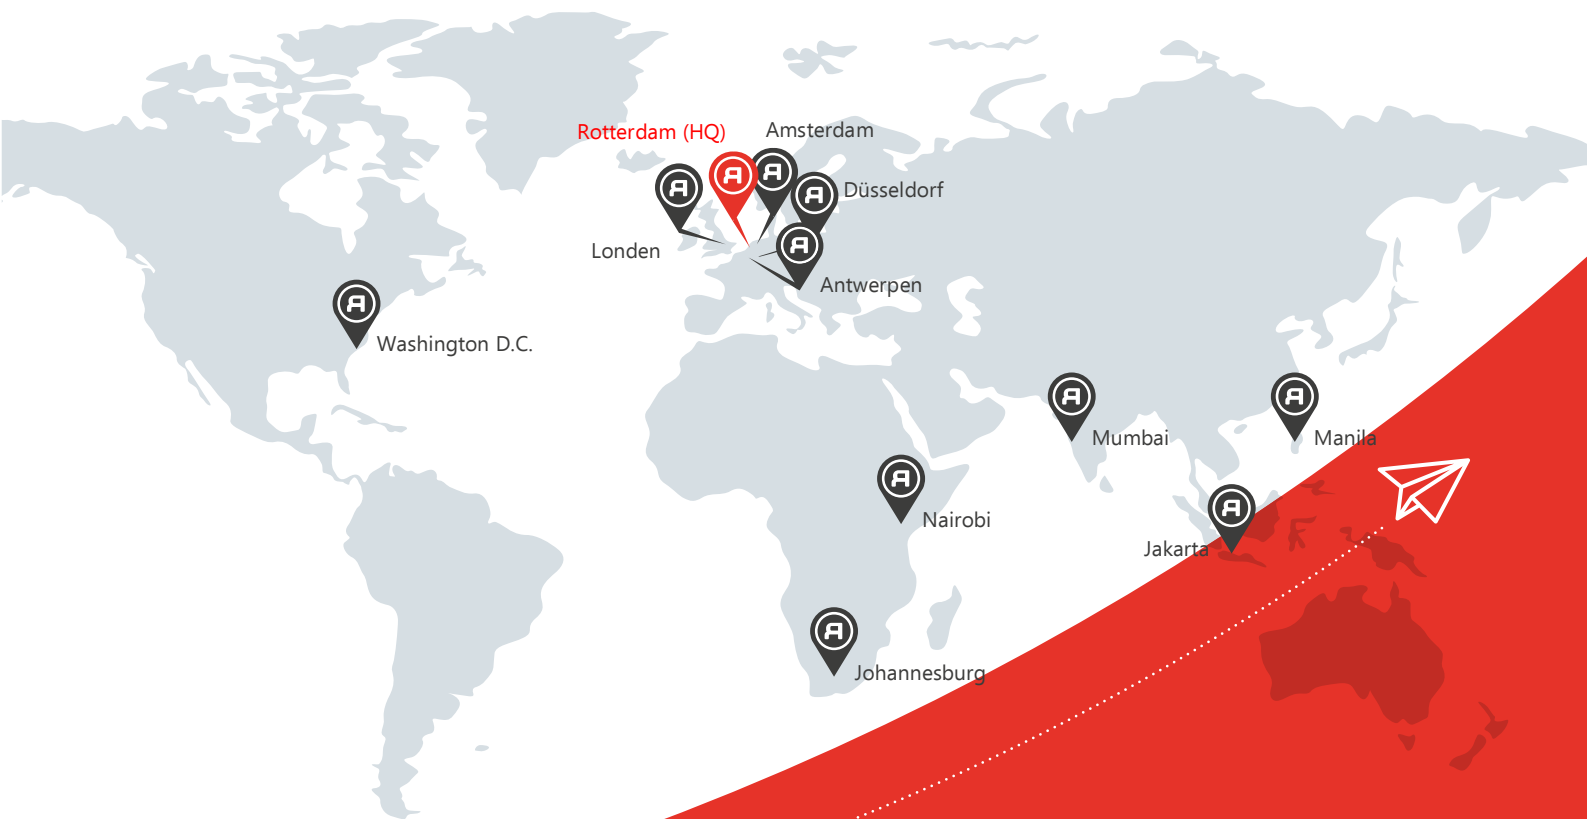 Rotterdam (HQ)
Amsterdam
Düsseldorf
Londen
Antwerpen
Washington D.C.
Mumbai
Manila
Nairobi
Jakarta
Johannesburg